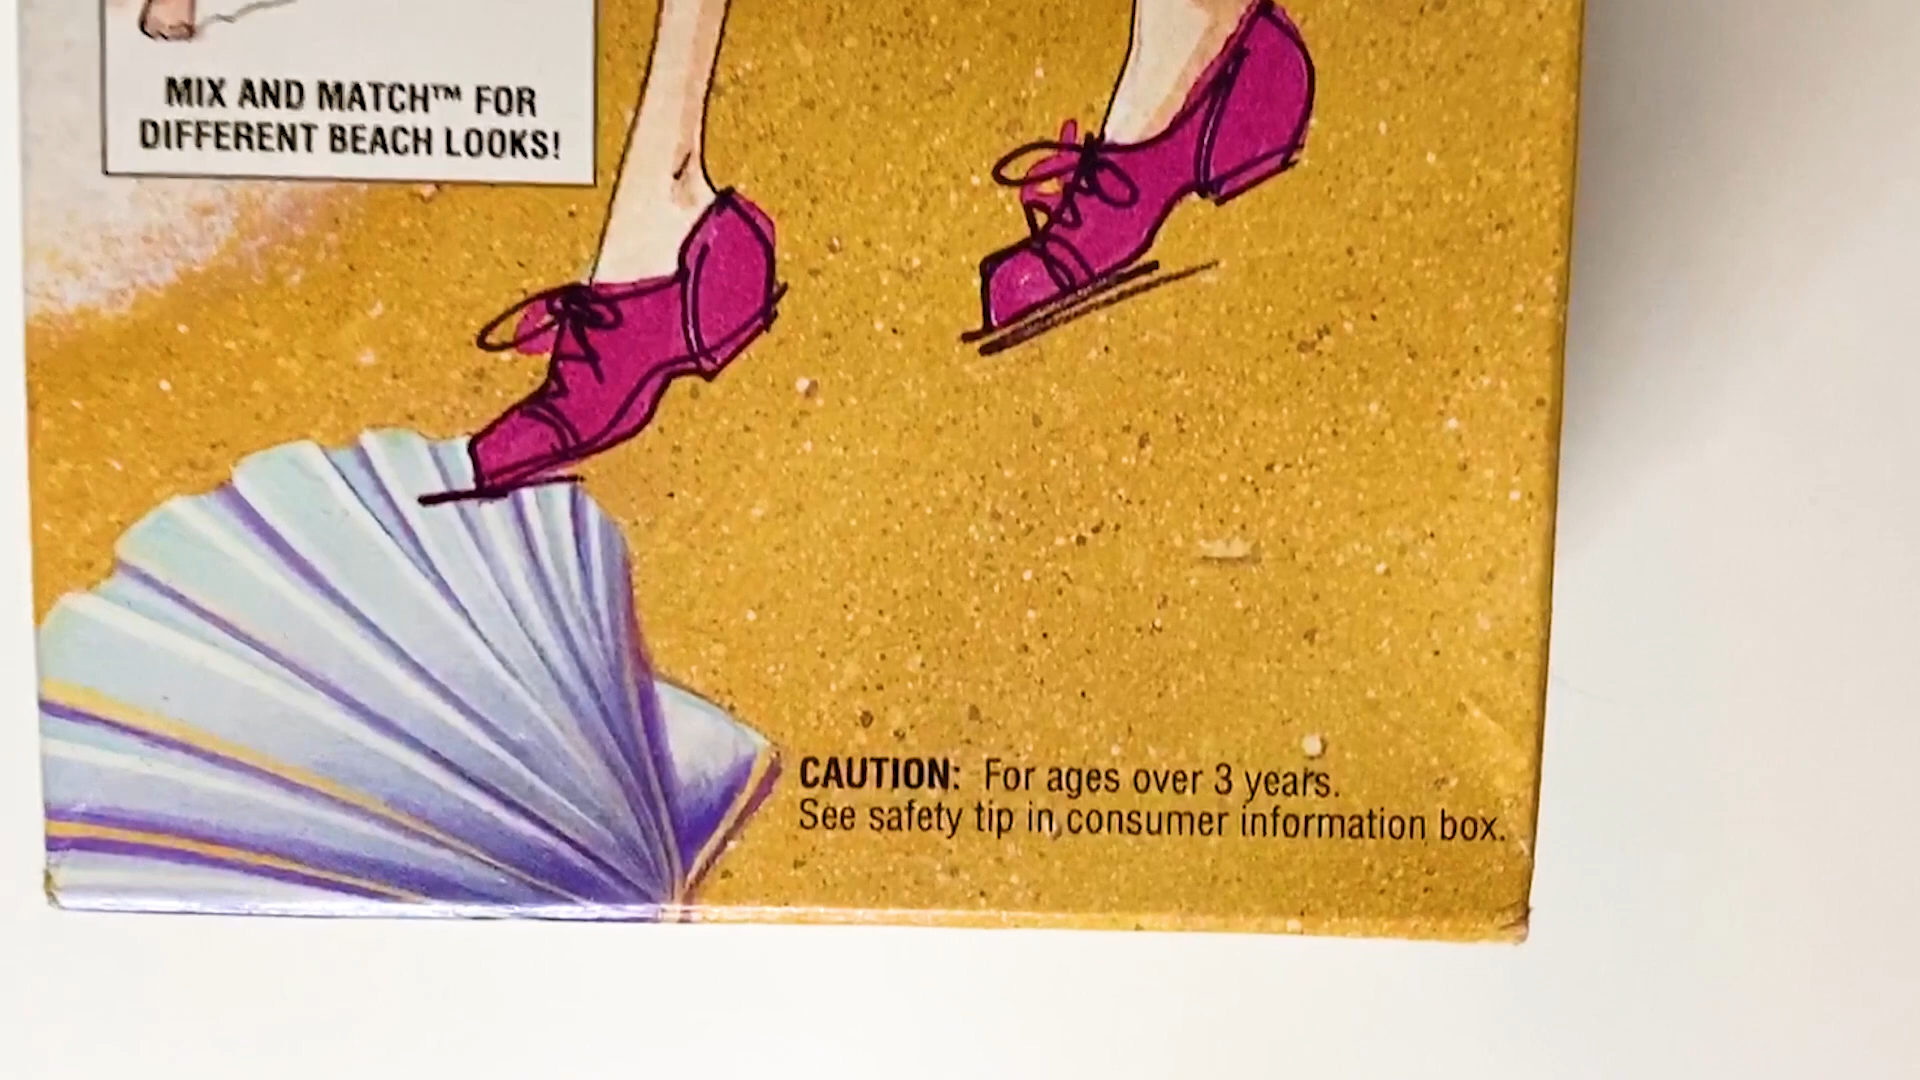 MIX AND MATCH™ FOR
DIFFERENT BEACH LOOKS!
CAUTION: For ages over 3 years.
See safety tip in consumer information box.